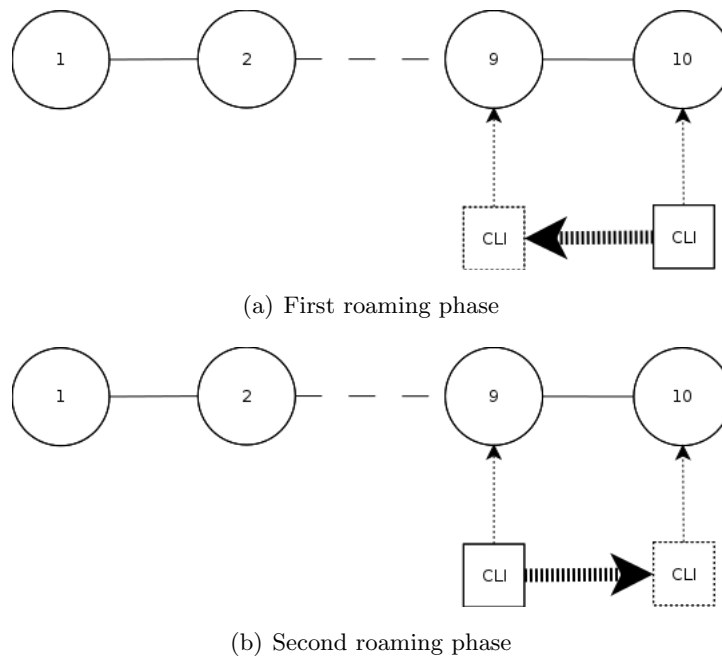 1 2 9 10
CLI CLI
(a) First roaming phase
1 2 9 10
CLI CLI
(b) Second roaming phase